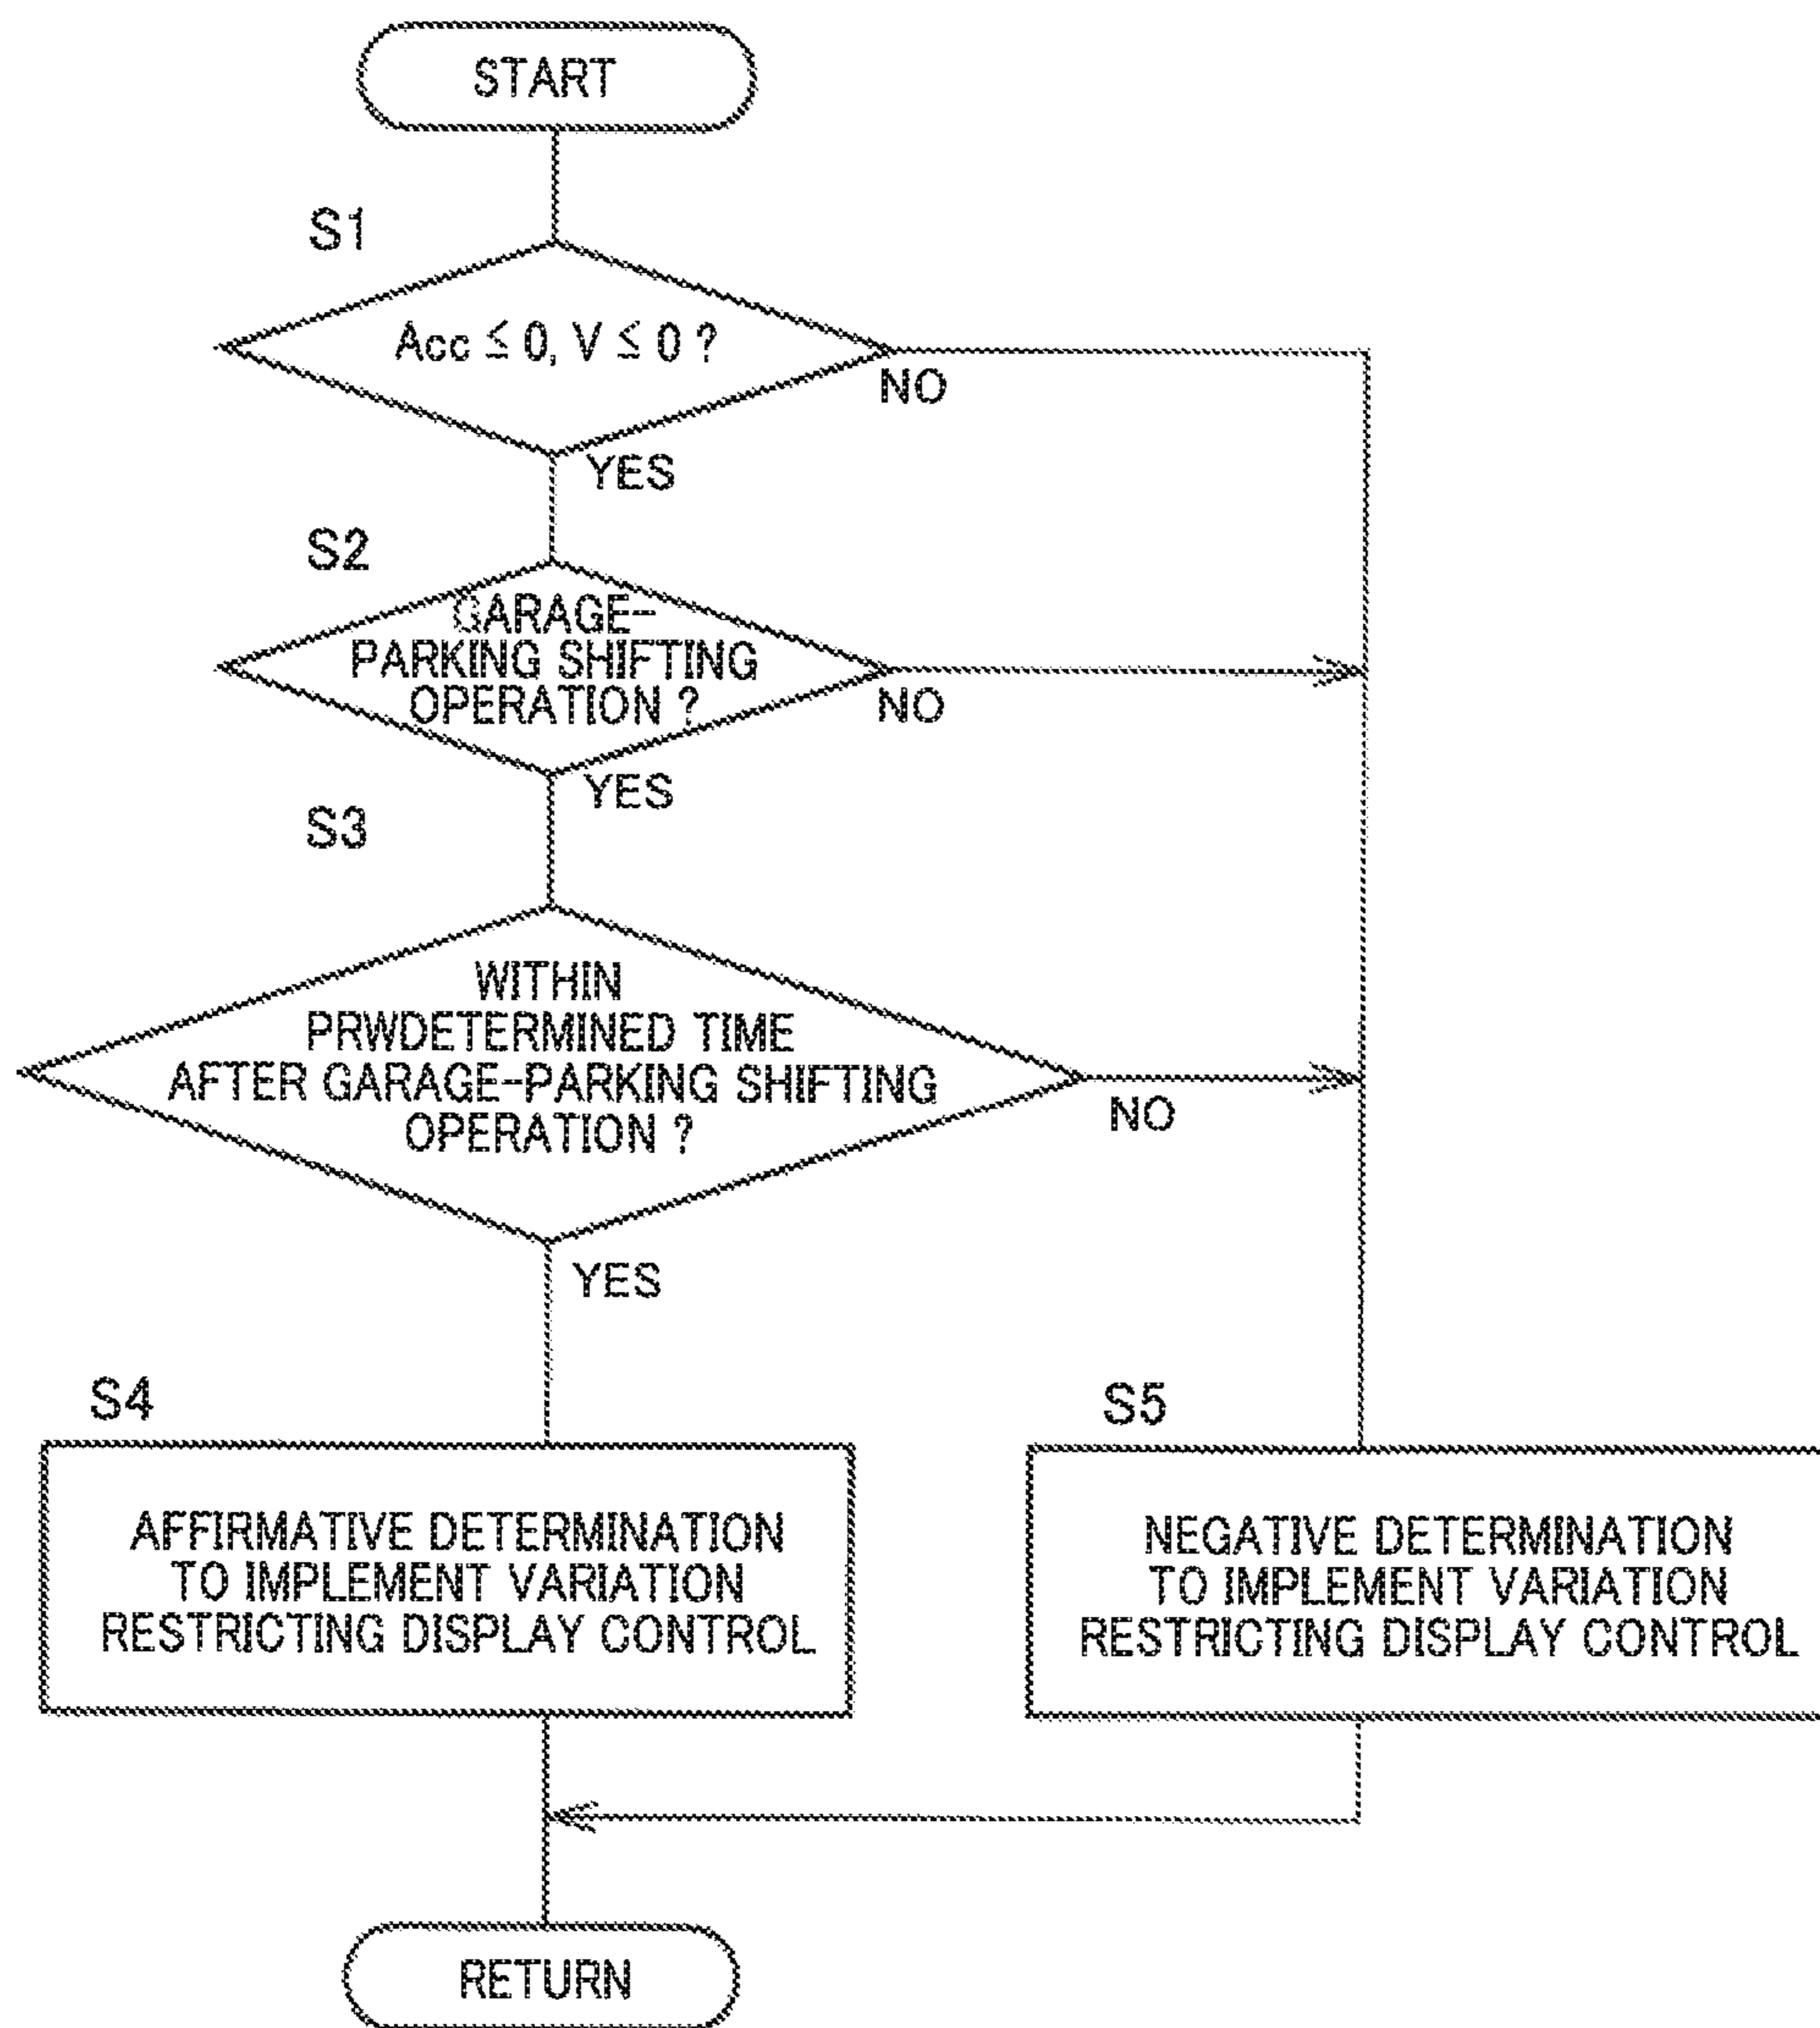 START
S1
Acc ≦ 0, V ≦ 0 ?
NO
YES
S2
GARAGE-
PARKING SHIFTING
OPERATION ?
NO
YES
S3
WITHIN
PRWDETERMINED TIME
AFTER GARAGE-PARKING SHIFTING
OPERATION ?
NO
YES
S4
AFFIRMATIVE DETERMINATION
TO IMPLEMENT VARIATION
RESTRICTING DISPLAY CONTROL
S5
NEGATIVE DETERMINATION
TO IMPLEMENT VARIATION
RESTRICTING DISPLAY CONTROL
RETURN